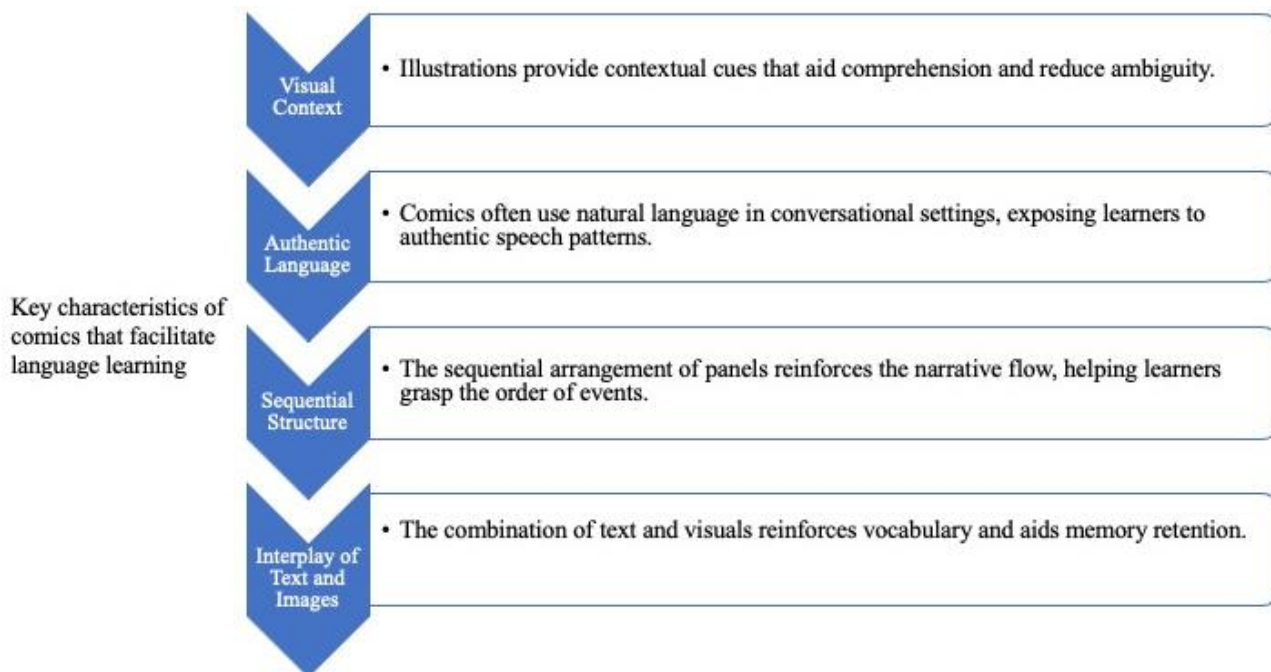 Key characteristics of
comics that facilitate
language learning
Visual
Context
• Illustrations provide contextual cues that aid comprehension and reduce ambiguity.
Authentic
Language
• Comics often use natural language in conversational settings, exposing learners to
authentic speech patterns.
Sequential
Structure
• The sequential arrangement of panels reinforces the narrative flow, helping learners
grasp the order of events.
Interplay of
Text and
Images
• The combination of text and visuals reinforces vocabulary and aids memory retention.